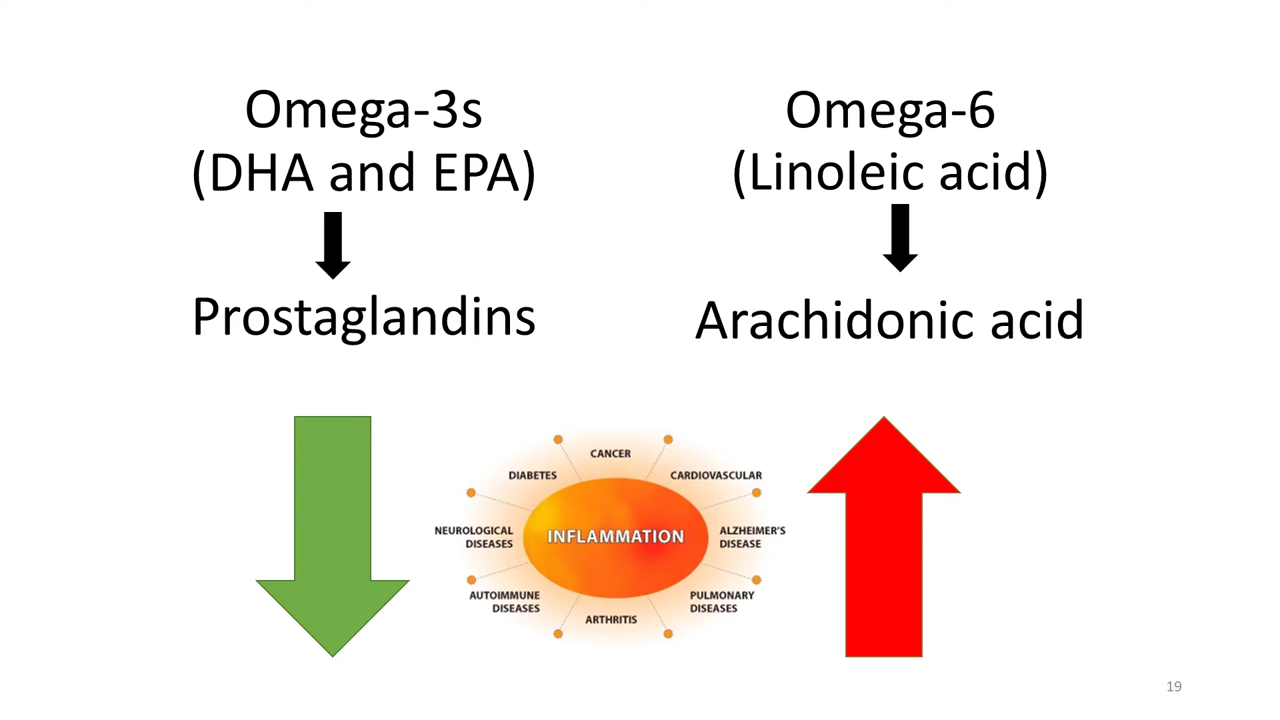 Omega-3s
(DHA and EPA)
Prostaglandins
Omega-6
(Linoleic acid)
Arachidonic acid
CANCER
DIABETES
CARDIOVASCULAR
NEUROLOGICAL
DISEASES
INFLAMMATION
ALZHEIMER'S
DISEASE
AUTOIMMUNE
DISEASES
PULMONARY
DISEASES
ARTHRITIS
19